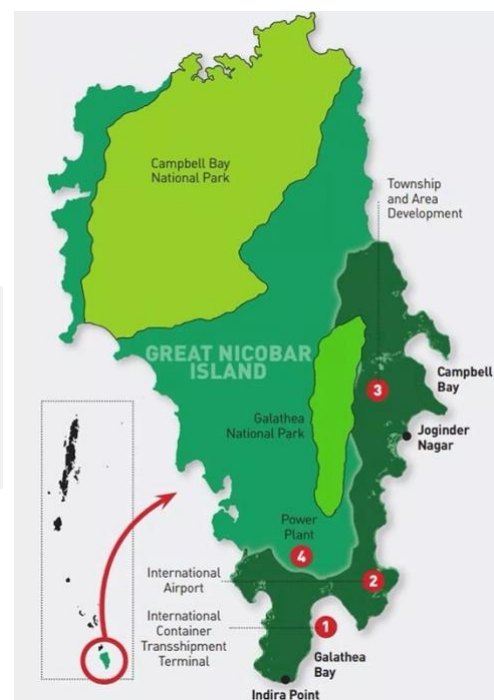 Campbell Bay
National Park
Township
and Area
Development
GREAT NICOBAR
ISLAND
3
Campbell
Bay
Galathea
National Park
Joginder
Nagar
Power
Plant
4
International
Airport
2
International
Container
Transshipment
Terminal
1
Galathea
Bay
Indira Point